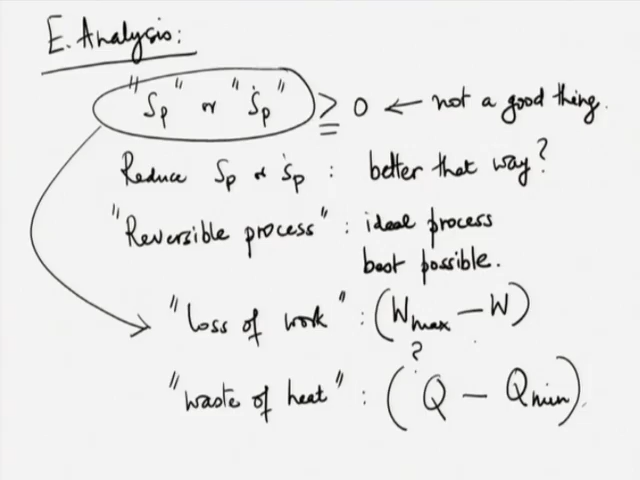 E. Analysis:
"Sp" or "Ṡp" ≥ 0 ← not a good thing.
Reduce Sp or Ṡp : better that way?
"Reversible process" : ideal process
best possible.
"loss of work" : (Wmax − W)
?
"waste of heat" : (Q − Qmin).